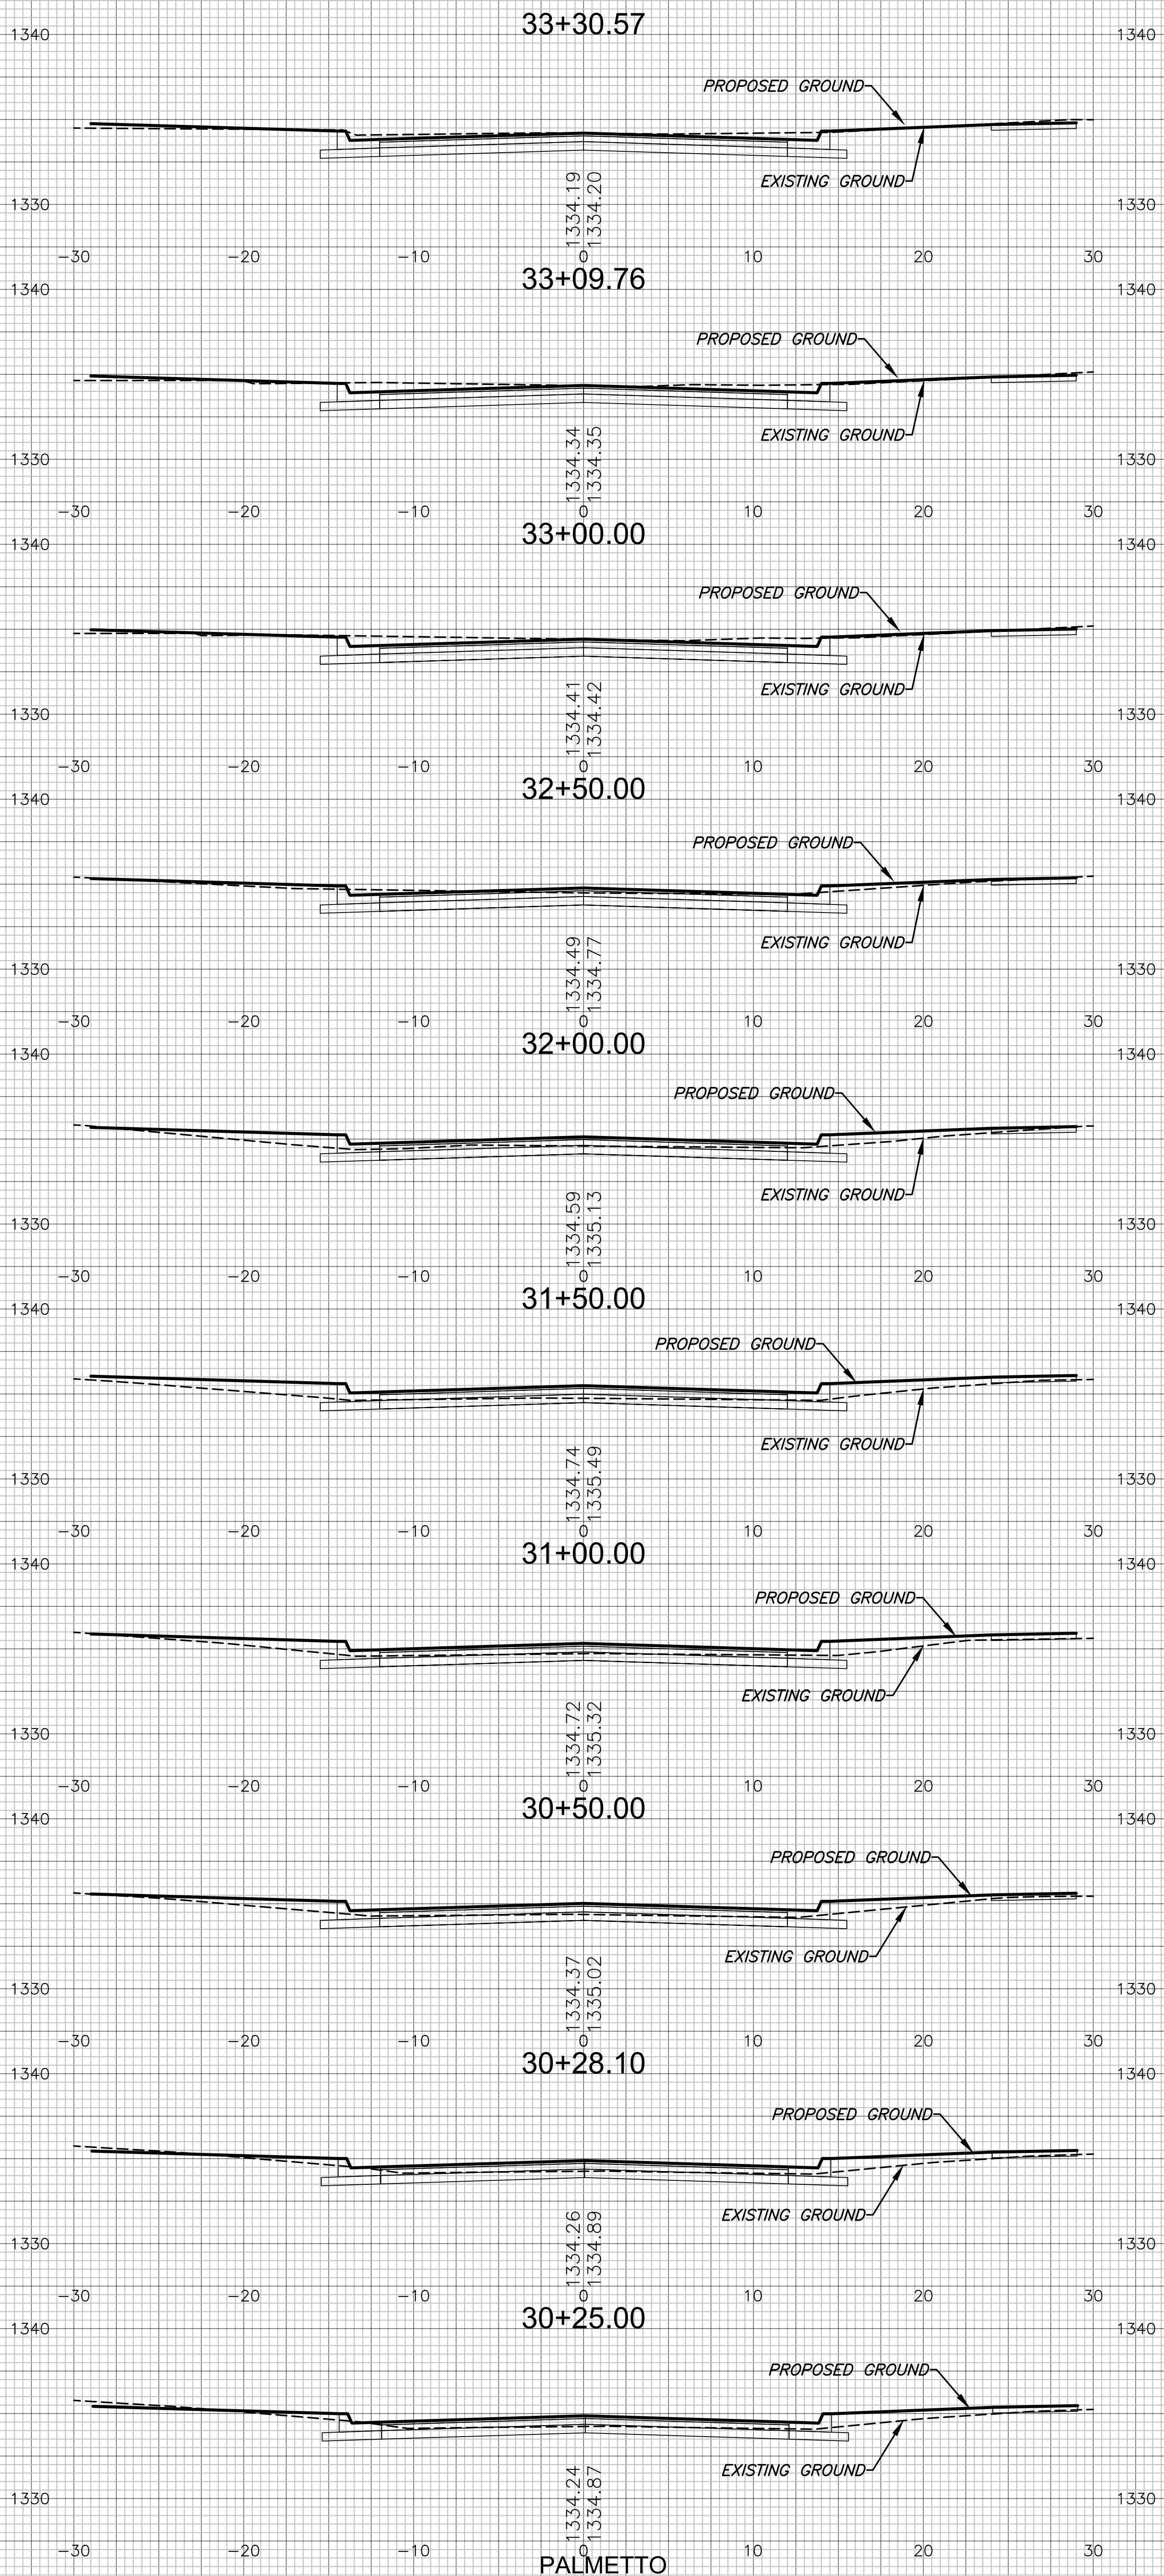 33+30.57
1340 1340
PROPOSED GROUND
EXISTING GROUND
1334.19
1334.20
1330 1330
-30 -20 -10 0 10 20 30
33+09.76
1340 1340
PROPOSED GROUND
EXISTING GROUND
1334.34
1334.35
1330 1330
-30 -20 -10 0 10 20 30
33+00.00
1340 1340
PROPOSED GROUND
EXISTING GROUND
1334.41
1334.42
1330 1330
-30 -20 -10 0 10 20 30
32+50.00
1340 1340
PROPOSED GROUND
EXISTING GROUND
1334.49
1334.77
1330 1330
-30 -20 -10 0 10 20 30
32+00.00
1340 1340
PROPOSED GROUND
EXISTING GROUND
1334.59
1335.13
1330 1330
-30 -20 -10 0 10 20 30
31+50.00
1340 1340
PROPOSED GROUND
EXISTING GROUND
1334.74
1335.49
1330 1330
-30 -20 -10 0 10 20 30
31+00.00
1340 1340
PROPOSED GROUND
EXISTING GROUND
1334.72
1335.32
1330 1330
-30 -20 -10 0 10 20 30
30+50.00
1340 1340
PROPOSED GROUND
EXISTING GROUND
1334.37
1335.02
1330 1330
-30 -20 -10 0 10 20 30
30+28.10
1340 1340
PROPOSED GROUND
EXISTING GROUND
1334.26
1334.89
1330 1330
-30 -20 -10 0 10 20 30
30+25.00
1340 1340
PROPOSED GROUND
EXISTING GROUND
1334.24
1334.87
1330 1330
-30 -20 -10 0 10 20 30
PALMETTO